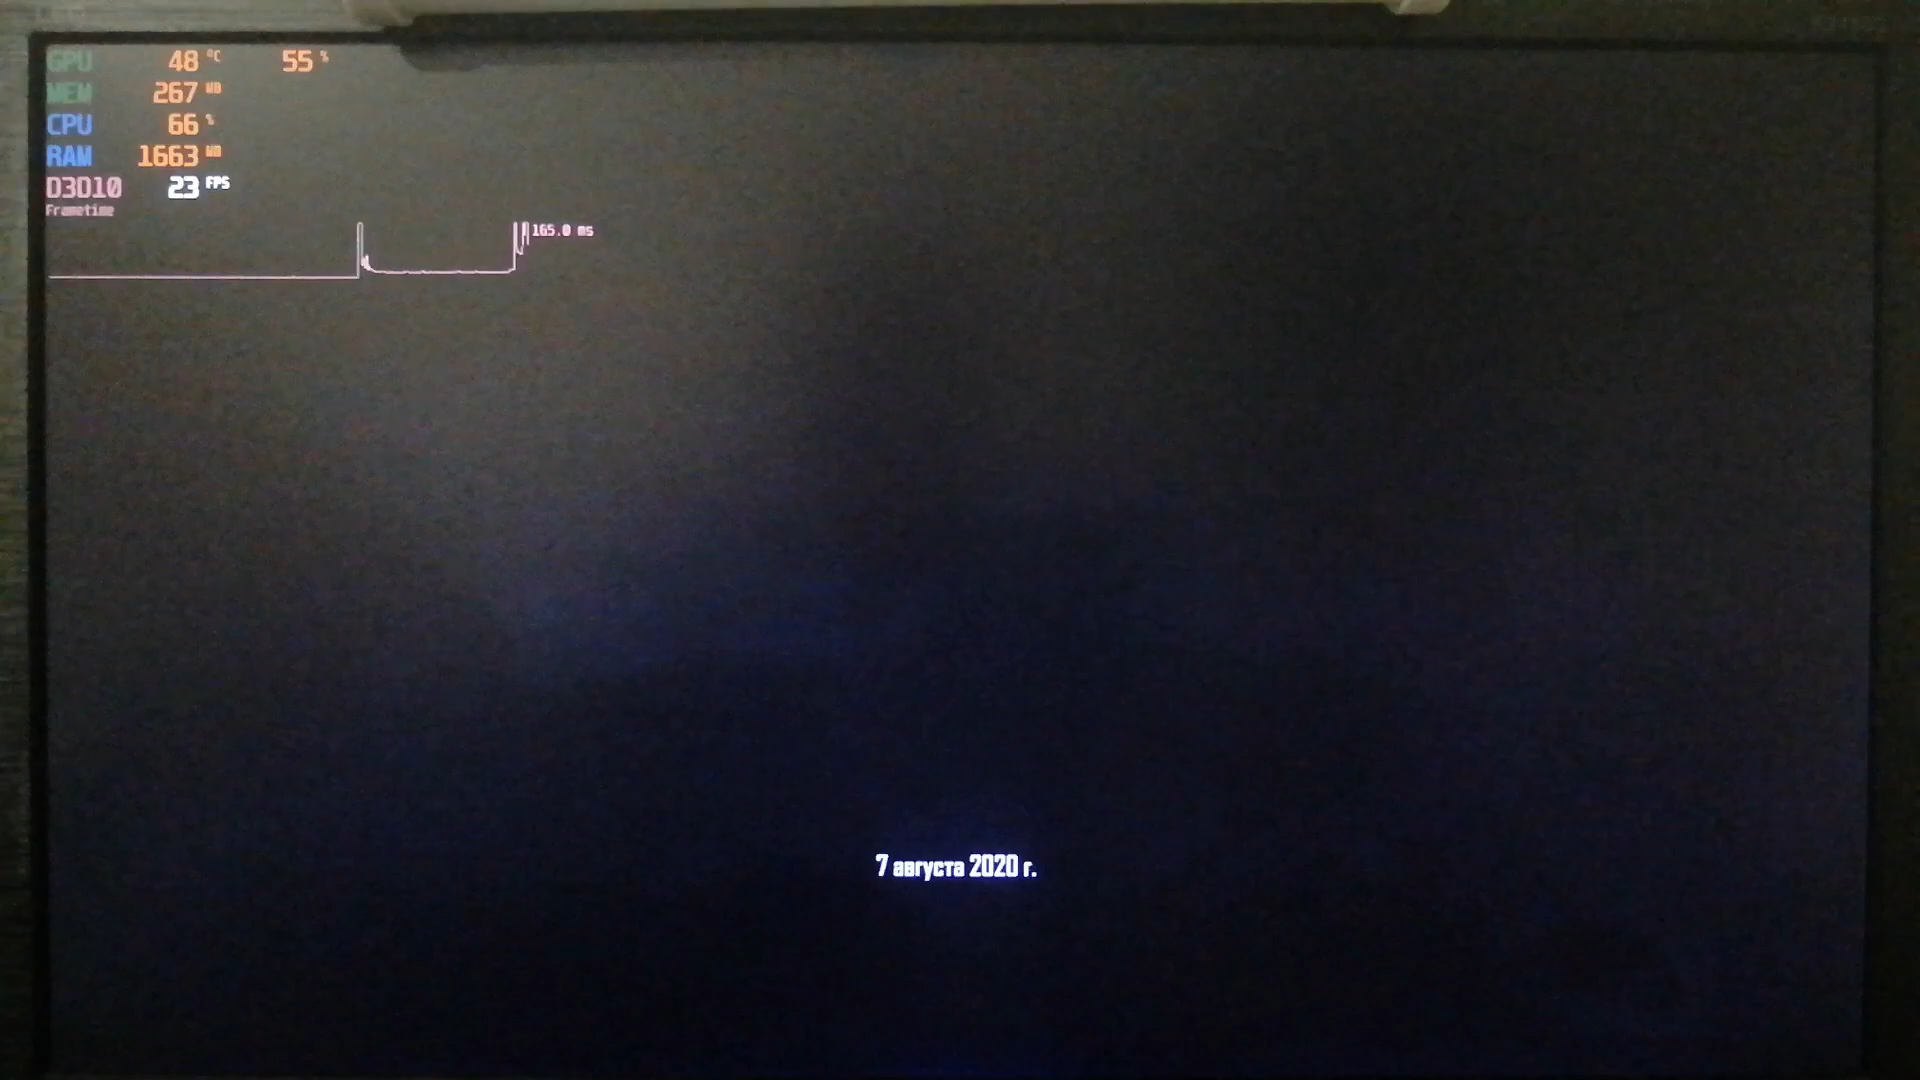 GPU 48 °C 55 %
MEM 267 MB
CPU 66 %
RAM 1663 MB
D3D10 23 FPS
Frametime
165.0 ms
7 августа 2020 г.